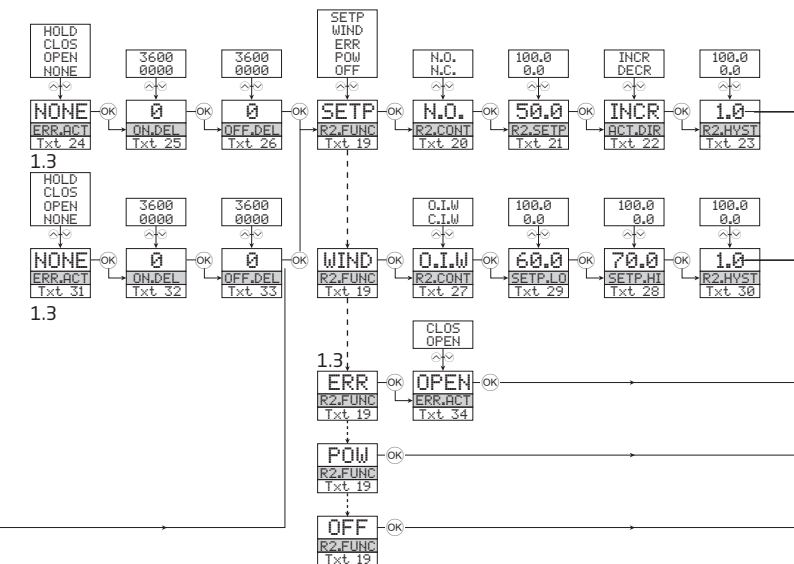 HOLD
CLOS
OPEN
NONE
NONE
OK
ERR.ACT
Txt 24
1.3
3600
0000
0
OK
ON.DEL
Txt 25
3600
0000
0
OK
OFF.DEL
Txt 26
SETP
WIND
ERR
POW
OFF
SETP
OK
R2.FUNC
Txt 19
N.O.
N.C.
N.O.
OK
R2.CONT
Txt 20
100.0
0.0
50.0
OK
R2.SETP
Txt 21
INCR
DECR
INCR
OK
ACT.DIR
Txt 22
100.0
0.0
1.0
R2.HYST
Txt 23
HOLD
CLOS
OPEN
NONE
NONE
OK
ERR.ACT
Txt 31
1.3
3600
0000
0
OK
ON.DEL
Txt 32
3600
0000
0
OK
OFF.DEL
Txt 33
WIND
OK
R2.FUNC
Txt 19
O.I.W
C.I.W
O.I.W
OK
R2.CONT
Txt 27
100.0
0.0
60.0
OK
SETP.LO
Txt 29
100.0
0.0
70.0
OK
SETP.HI
Txt 28
100.0
0.0
1.0
R2.HYST
Txt 30
1.3
ERR
OK
R2.FUNC
Txt 19
CLOS
OPEN
OPEN
OK
ERR.ACT
Txt 34
POW
OK
R2.FUNC
Txt 19
OFF
OK
R2.FUNC
Txt 19